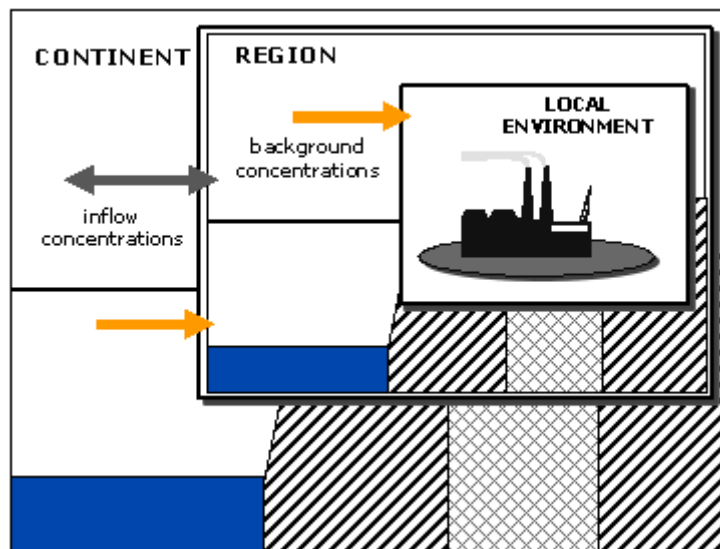 CONTINENT
REGION
LOCAL
ENVIRONMENT
background
concentrations
inflow
concentrations